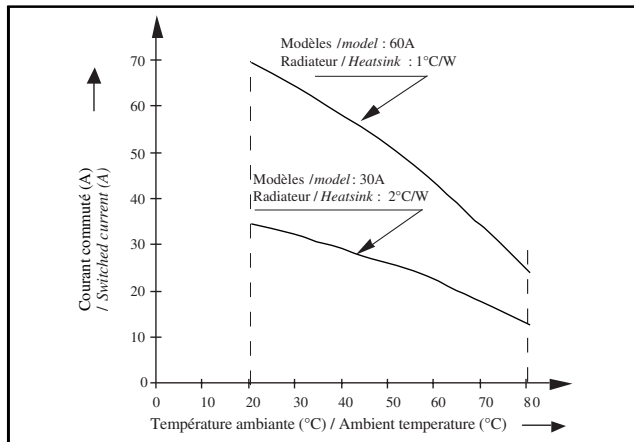 Modèles /model : 60A
Radiateur / Heatsink : 1°C/W
Modèles /model : 30A
Radiateur / Heatsink : 2°C/W
Courant commuté (A)
/ Switched current (A)
70
60
50
40
30
20
10
0
0 10 20 30 40 50 60 70 80
Température ambiante (°C) / Ambient temperature (°C)